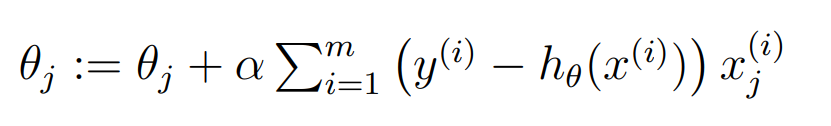 θ_j := θ_j + α ∑_{i=1}^{m} (y^{(i)} − h_θ(x^{(i)})) x_j^{(i)}